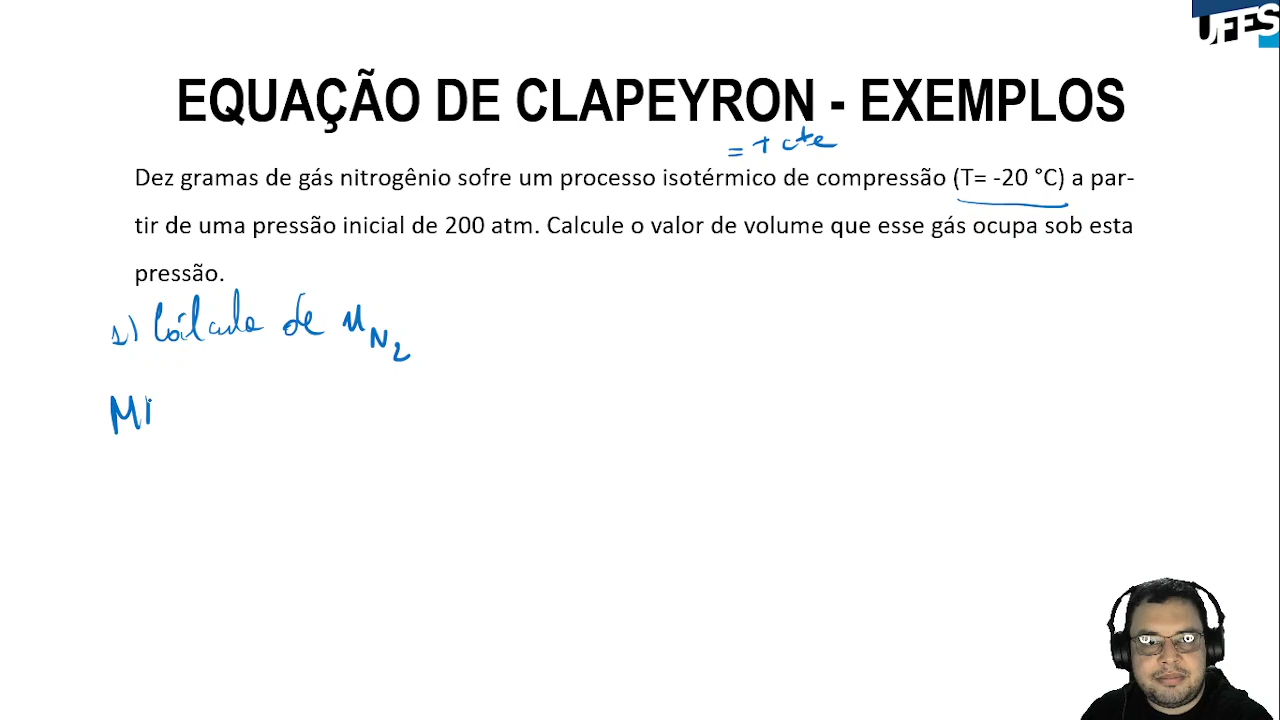 UFES
EQUAÇÃO DE CLAPEYRON - EXEMPLOS
= T cte
Dez gramas de gás nitrogênio sofre um processo isotérmico de compressão (T= -20 °C) a par-
tir de uma pressão inicial de 200 atm. Calcule o valor de volume que esse gás ocupa sob esta
pressão.
1) Cálculo de n N2
M